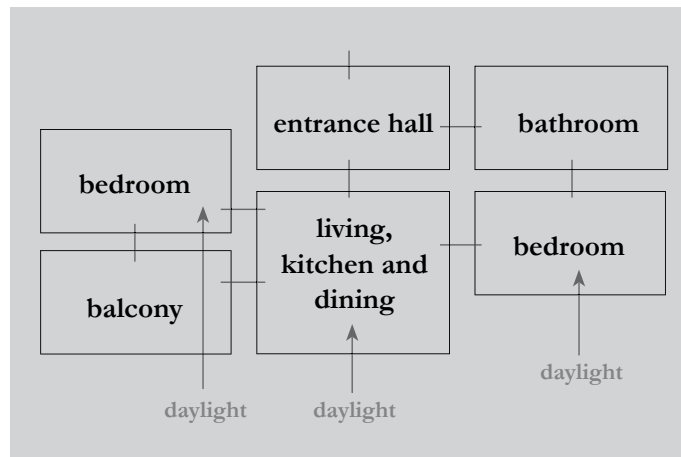 entrance hall
bathroom
bedroom
living,
kitchen and
dining
bedroom
balcony
daylight
daylight
daylight